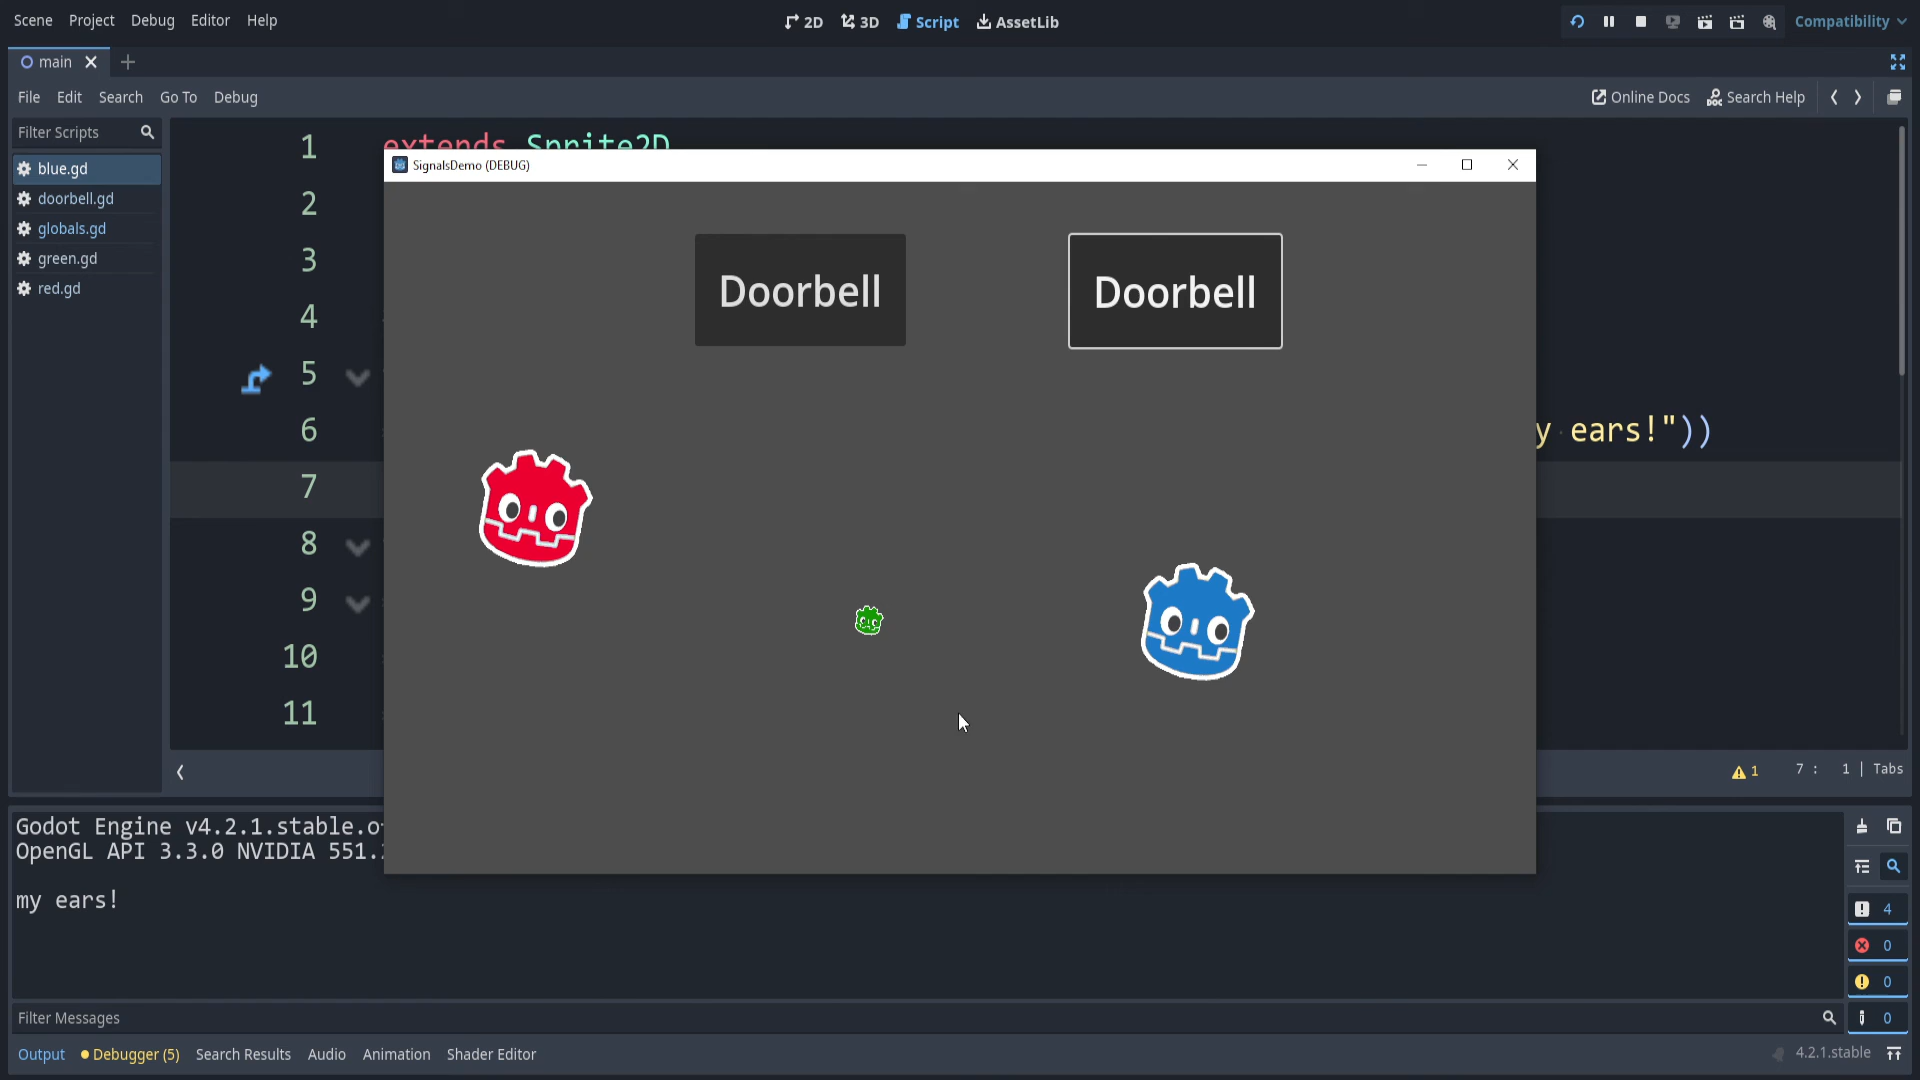 Scene Project Debug Editor Help 2D 3D Script AssetLib Compatibility
main
File Edit Search Go To Debug Online Docs Search Help
Filter Scripts
blue.gd
doorbell.gd
globals.gd
green.gd
red.gd
1 extends Sprite2D
2
3
4
5
6 y ears!"))
7
8
9
10
11
SignalsDemo (DEBUG)
Doorbell Doorbell
1 7 : 1 | Tabs
Godot Engine v4.2.1.stable.o
OpenGL API 3.3.0 NVIDIA 551.
my ears!
4
0
0
0
Filter Messages
Output Debugger (5) Search Results Audio Animation Shader Editor 4.2.1.stable